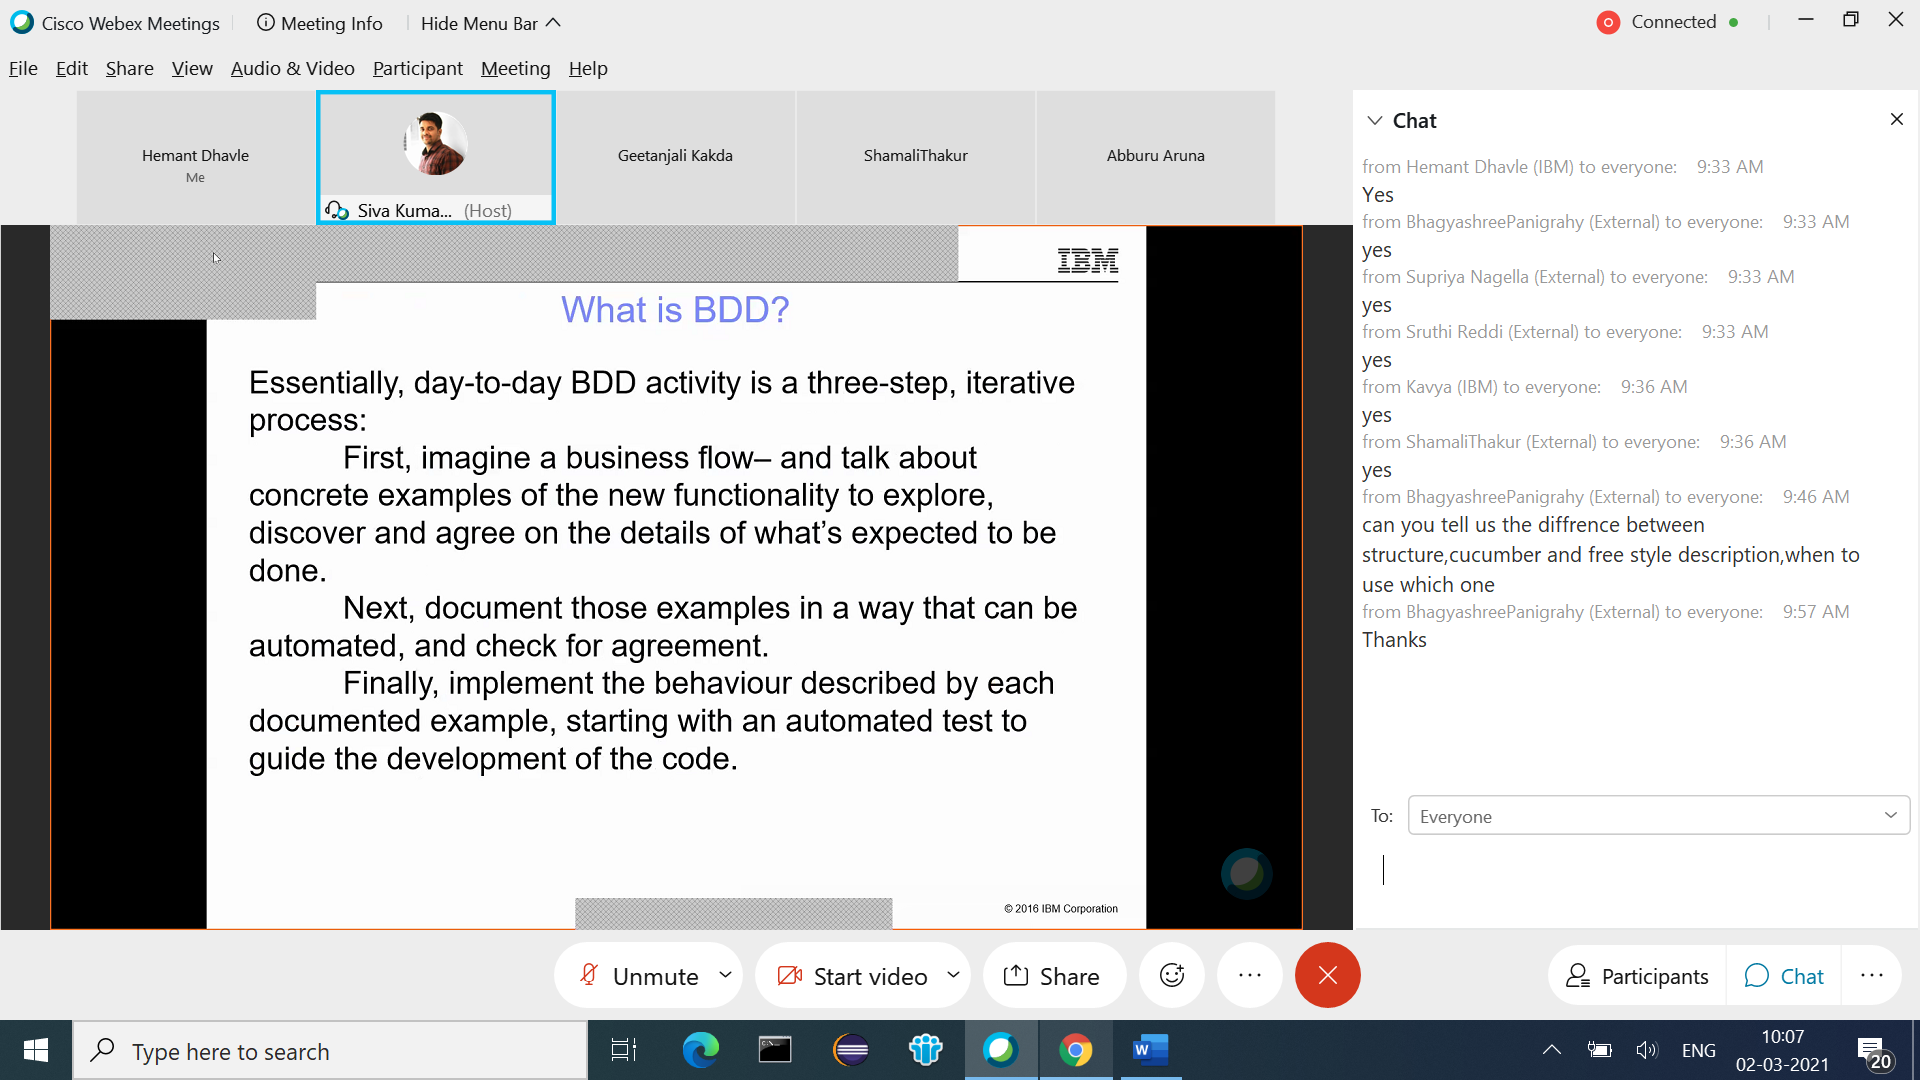 Cisco Webex Meetings
Meeting Info
Hide Menu Bar
Connected
File Edit Share View Audio & Video Participant Meeting Help
Hemant Dhavle
Me
Siva Kuma... (Host)
Geetanjali Kakda
ShamaliThakur
Abburu Aruna
IBM
What is BDD?
Essentially, day-to-day BDD activity is a three-step, iterative
process:
First, imagine a business flow– and talk about
concrete examples of the new functionality to explore,
discover and agree on the details of what's expected to be
done.
Next, document those examples in a way that can be
automated, and check for agreement.
Finally, implement the behaviour described by each
documented example, starting with an automated test to
guide the development of the code.
© 2016 IBM Corporation
Chat
from Hemant Dhavle (IBM) to everyone: 9:33 AM
Yes
from BhagyashreePanigrahy (External) to everyone: 9:33 AM
yes
from Supriya Nagella (External) to everyone: 9:33 AM
yes
from Sruthi Reddi (External) to everyone: 9:33 AM
yes
from Kavya (IBM) to everyone: 9:36 AM
yes
from ShamaliThakur (External) to everyone: 9:36 AM
yes
from BhagyashreePanigrahy (External) to everyone: 9:46 AM
can you tell us the diffrence between
structure,cucumber and free style description,when to
use which one
from BhagyashreePanigrahy (External) to everyone: 9:57 AM
Thanks
To: Everyone
Unmute
Start video
Share
Participants
Chat
Type here to search
ENG
10:07
02-03-2021
20